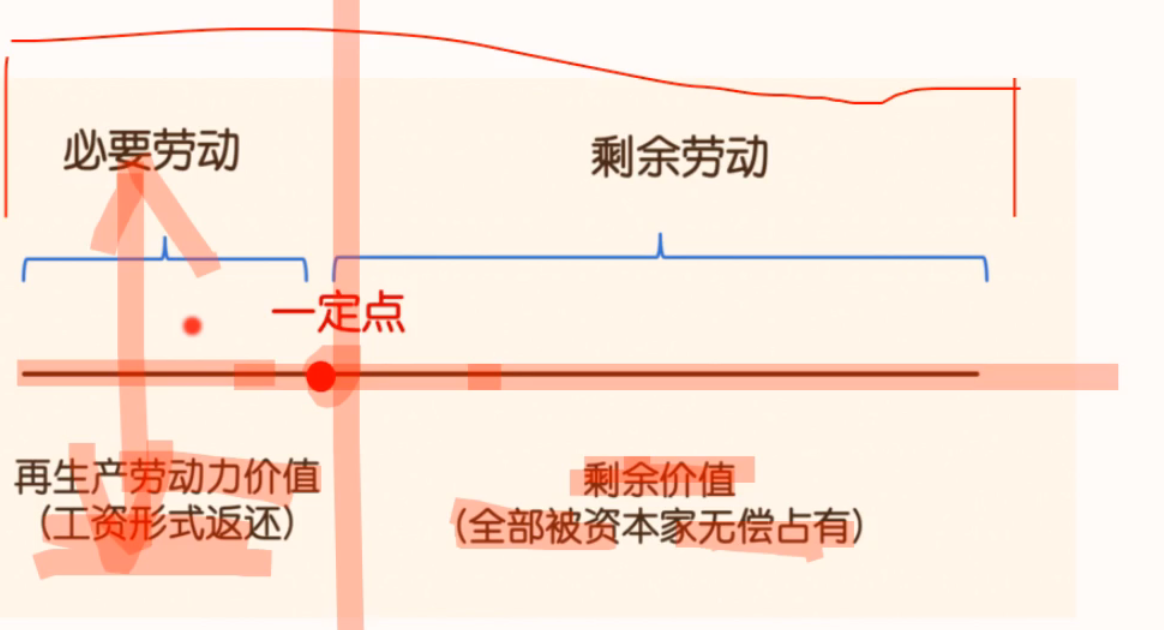 必要劳动
剩余劳动
一定点
再生产劳动力价值
(工资形式返还)
剩余价值
(全部被资本家无偿占有)